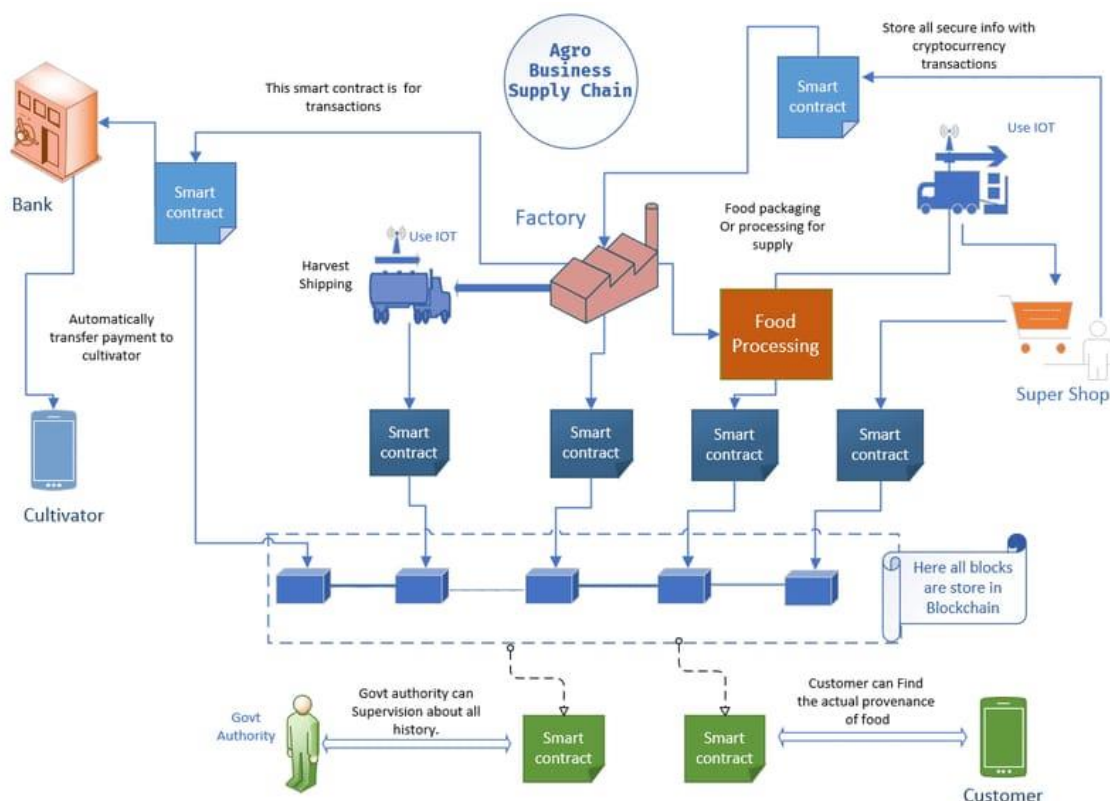 Agro
Business
Supply Chain
Store all secure info with
cryptocurrency
transactions
This smart contract is for
transactions
Smart
contract
Use IOT
Bank
Smart
contract
Factory
Food packaging
Or processing for
supply
Use IOT
Harvest
Shipping
Automatically
transfer payment to
cultivator
Food
Processing
Super Shop
Smart
contract
Smart
contract
Smart
contract
Smart
contract
Cultivator
Here all blocks
are store in
Blockchain
Govt
Authority
Govt authority can
Supervision about all
history.
Smart
contract
Smart
contract
Customer can Find
the actual provenance
of food
Customer